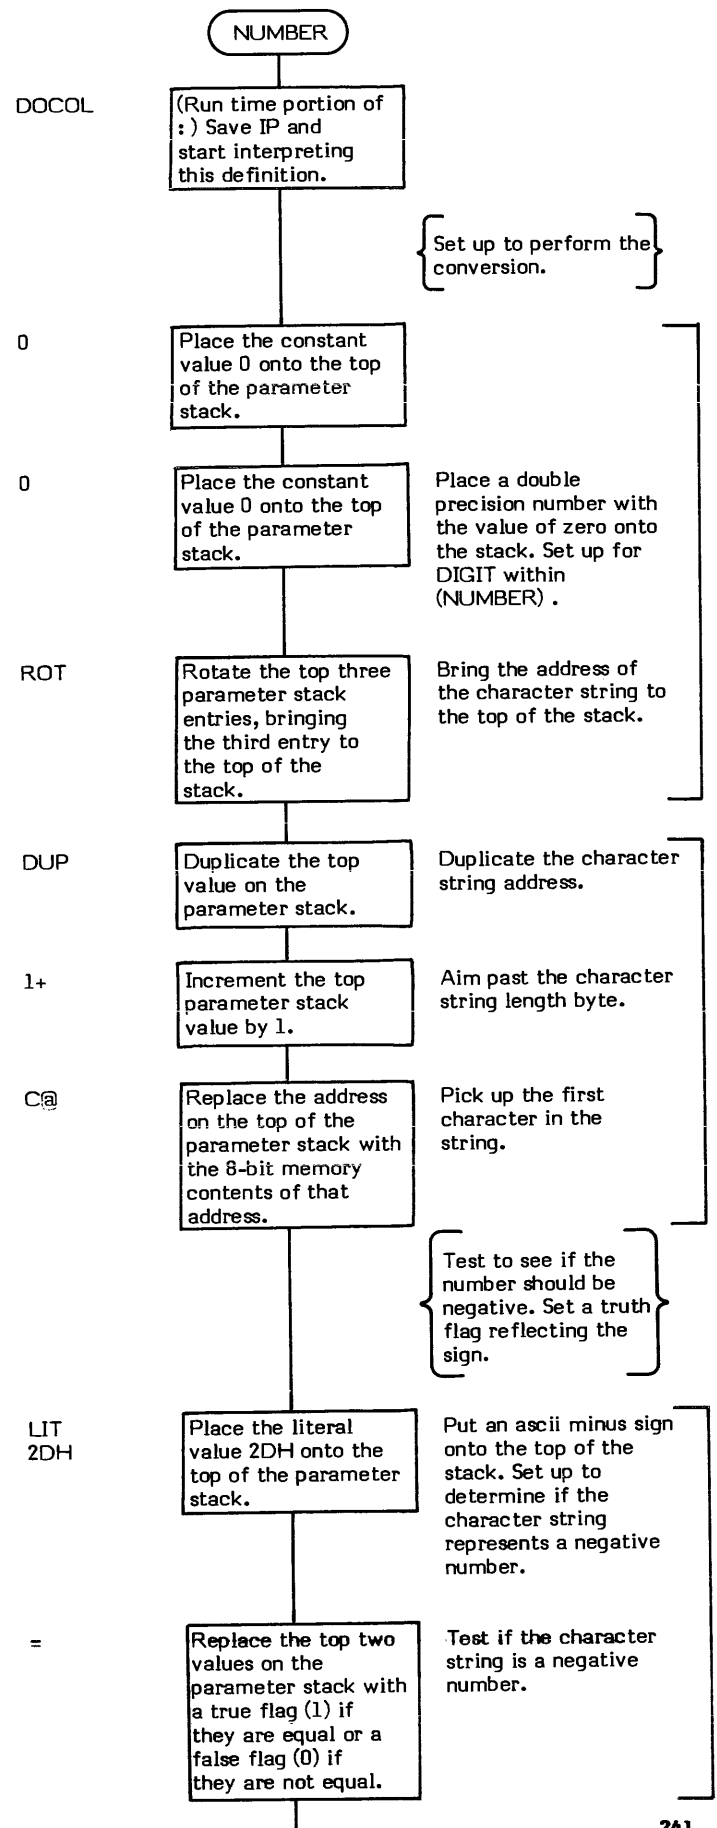 NUMBER
DOCOL
(Run time portion of
: ) Save IP and
start interpreting
this definition.
Set up to perform the
conversion.
0
Place the constant
value 0 onto the top
of the parameter
stack.
0
Place the constant
value 0 onto the top
of the parameter
stack.
Place a double
precision number with
the value of zero onto
the stack. Set up for
DIGIT within
(NUMBER) .
ROT
Rotate the top three
parameter stack
entries, bringing
the third entry to
the top of the
stack.
Bring the address of
the character string to
the top of the stack.
DUP
Duplicate the top
value on the
parameter stack.
Duplicate the character
string address.
1+
Increment the top
parameter stack
value by 1.
Aim past the character
string length byte.
C@
Replace the address
on the top of the
parameter stack with
the 8-bit memory
contents of that
address.
Pick up the first
character in the
string.
Test to see if the
number should be
negative. Set a truth
flag reflecting the
sign.
LIT
2DH
Place the literal
value 2DH onto the
top of the parameter
stack.
Put an ascii minus sign
onto the top of the
stack. Set up to
determine if the
character string
represents a negative
number.
=
Replace the top two
values on the
parameter stack with
a true flag (1) if
they are equal or a
false flag (0) if
they are not equal.
Test if the character
string is a negative
number.
241